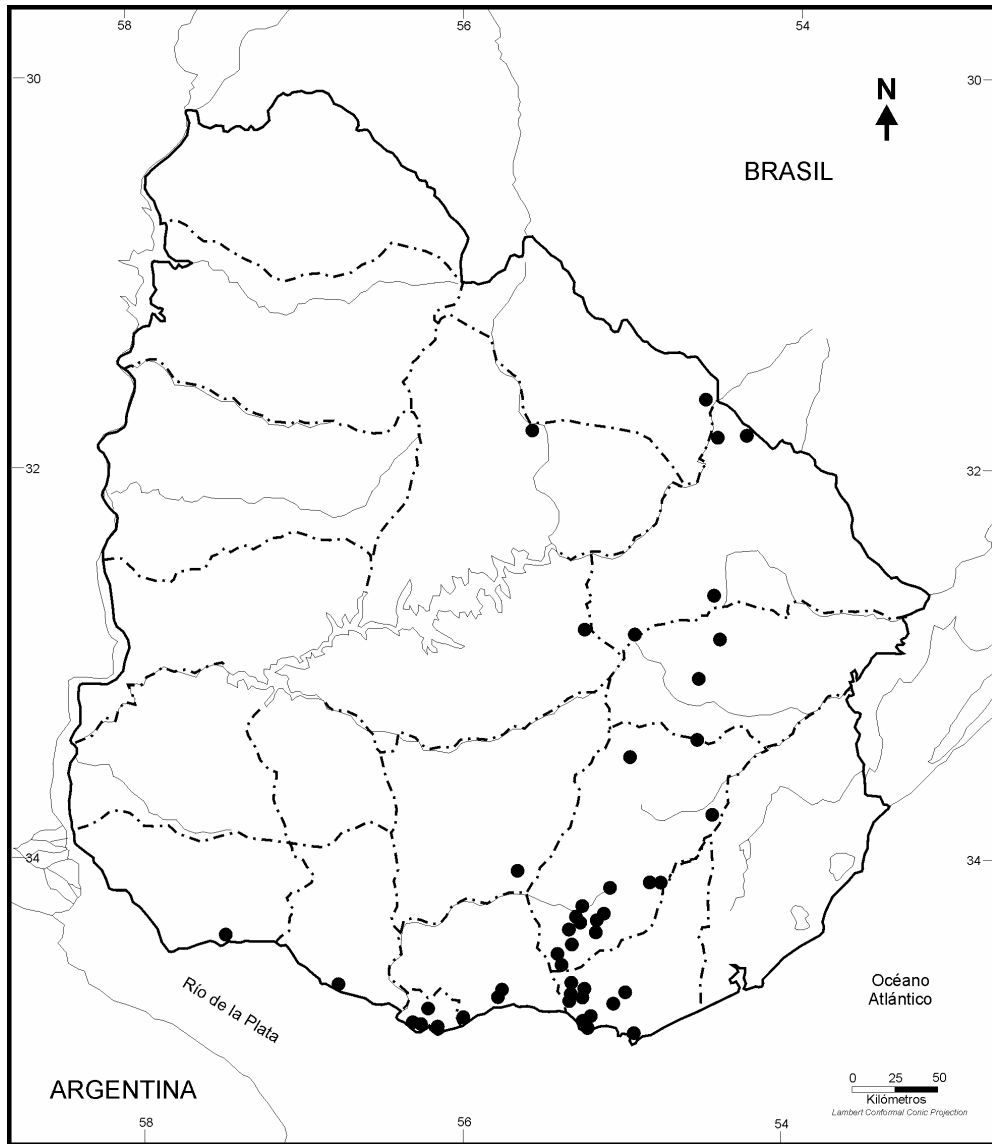 58 56 54
30 30
N
BRASIL
32 32
34 34
Océano
Atlántico
Río de la Plata
ARGENTINA
0 25 50
Kilómetros
Lambert Conformal Conic Projection
58 56 54